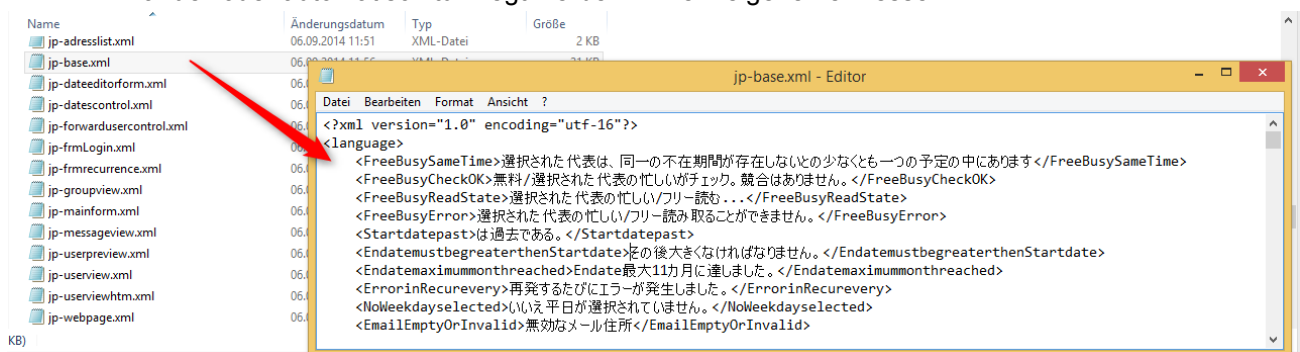 Name Änderungsdatum Typ Größe
jp-adresslist.xml 06.09.2014 11:51 XML-Datei 2 KB
jp-base.xml
jp-dateeditorform.xml
jp-datescontrol.xml
jp-forwardusercontrol.xml
jp-frmLogin.xml
jp-frmrecurrence.xml
jp-groupview.xml
jp-mainform.xml
jp-messageview.xml
jp-userpreview.xml
jp-userview.xml
jp-userviewhtm.xml
jp-webpage.xml
KB)
jp-base.xml - Editor
Datei Bearbeiten Format Ansicht ?
<?xml version="1.0" encoding="utf-16"?>
<language>
<FreeBusySameTime>選択された代表は、同一の不在期間が存在しないとの少なくとも一つの予定の中にあります</FreeBusySameTime>
<FreeBusyCheckOK>無料/選択された代表の忙しいがチェック。競合はありません。</FreeBusyCheckOK>
<FreeBusyReadState>選択された代表の忙しい/フリー読む...</FreeBusyReadState>
<FreeBusyError>選択された代表の忙しい/フリー読み取ることができません。</FreeBusyError>
<Startdatepast>は過去である。</Startdatepast>
<EndatemustbegreaterthenStartdate>その後大きくなければなりません。</EndatemustbegreaterthenStartdate>
<Endatemaximummonthreached>Endate最大11カ月に達しました。</Endatemaximummonthreached>
<ErrorinRecurevery>再発するたびにエラーが発生しました。</ErrorinRecurevery>
<NoWeekdayselected>いいえ平日が選択されていません。</NoWeekdayselected>
<EmailEmptyOrInvalid>無効なメール住所</EmailEmptyOrInvalid>